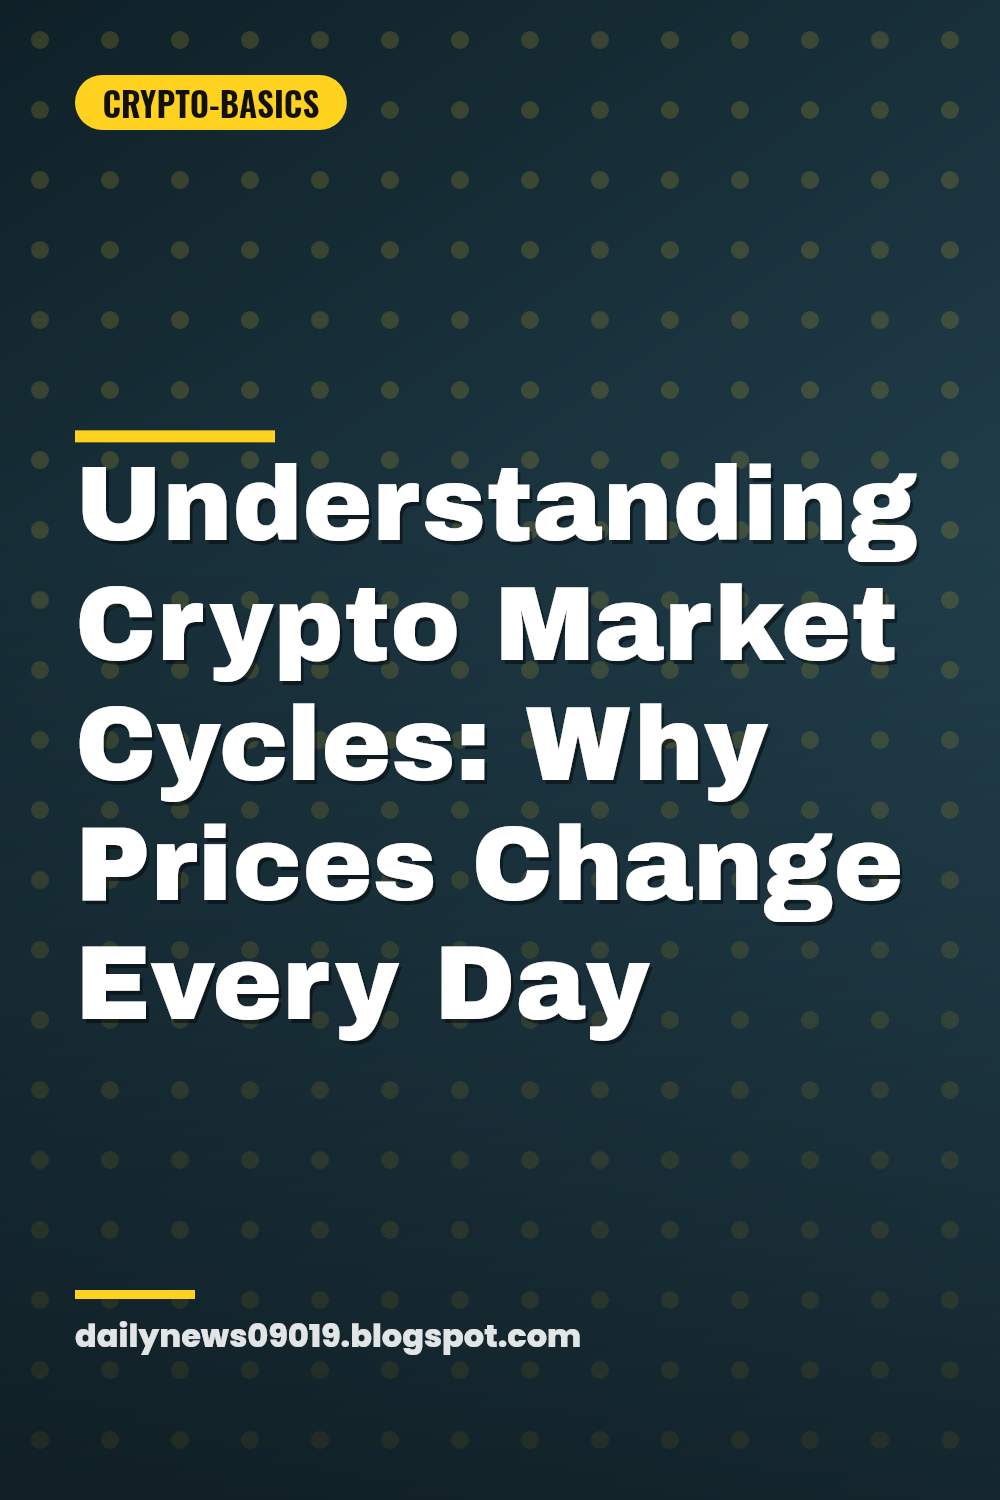 CRYPTO-BASICS
Understanding
Crypto Market
Cycles: Why
Prices Change
Every Day
dailynews09019.blogspot.com